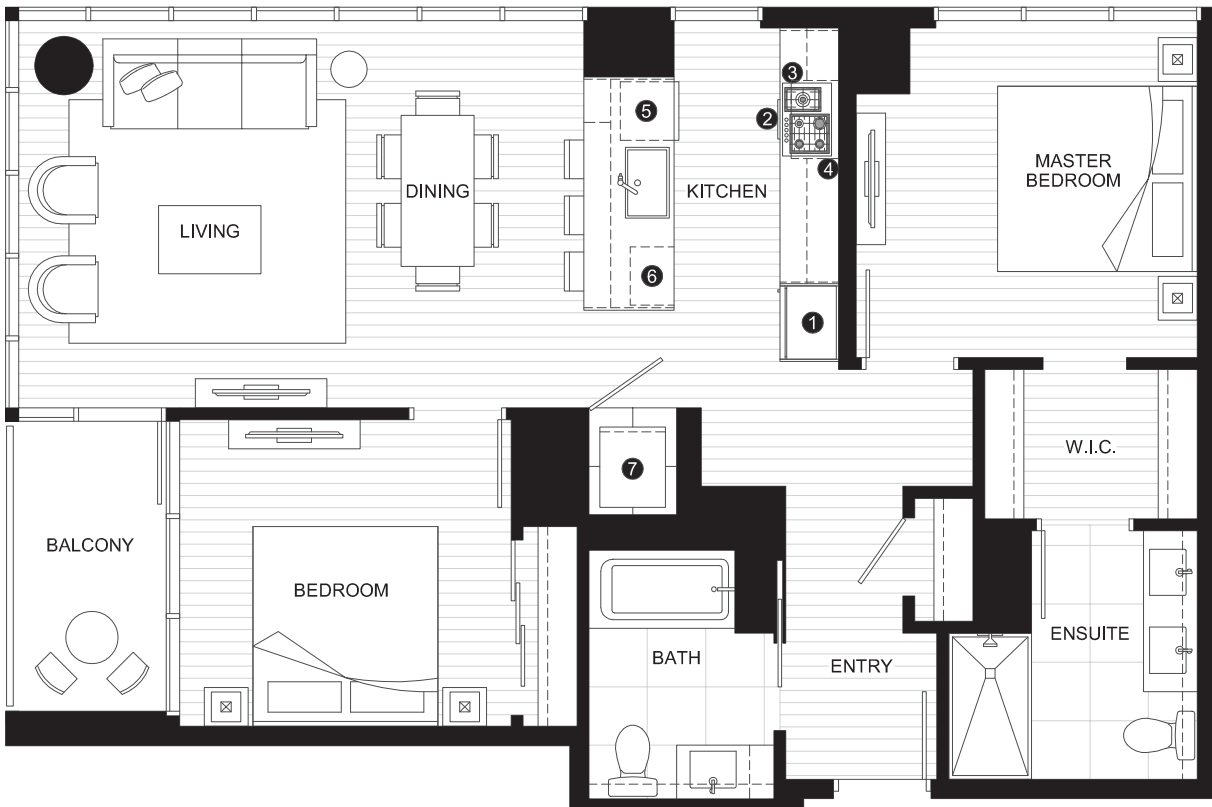 3
5
2
4
MASTER
BEDROOM
DINING
KITCHEN
LIVING
6
1
W.I.C.
7
BALCONY
BEDROOM
ENSUITE
BATH
ENTRY